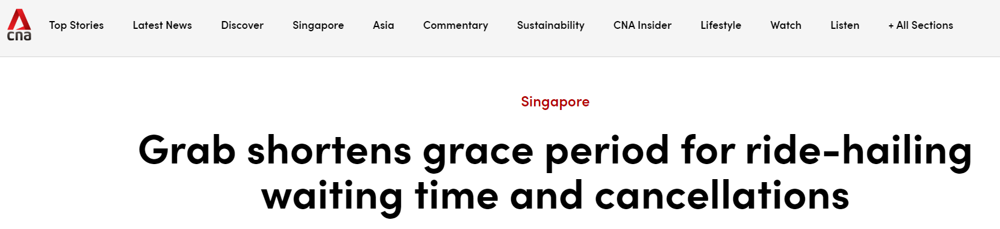 cna
Top Stories Latest News Discover Singapore Asia Commentary Sustainability CNA Insider Lifestyle Watch Listen + All Sections
Singapore
Grab shortens grace period for ride-hailing
waiting time and cancellations